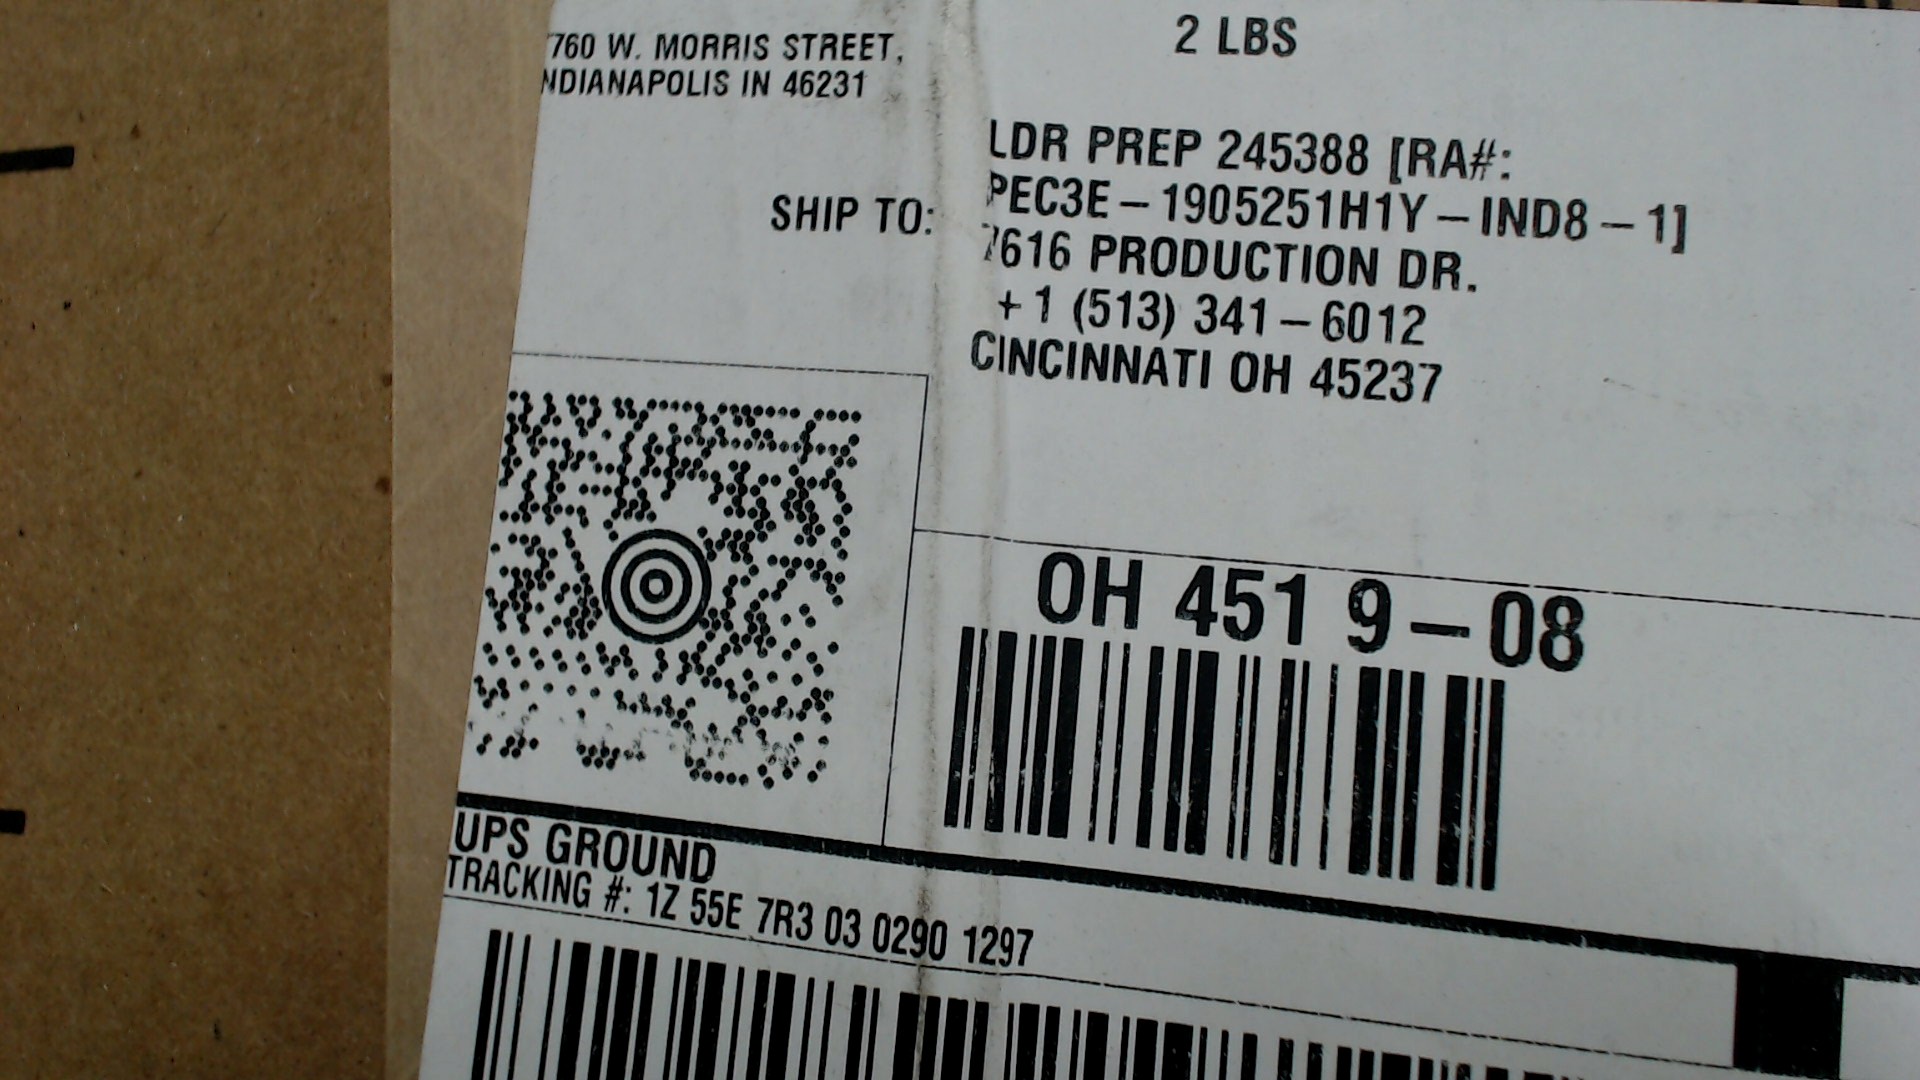 760 W. MORRIS STREET,
NDIANAPOLIS IN 46231
2 LBS
SHIP TO:
LDR PREP 245388 [RA#:
PEC3E – 1905251H1Y – IND8 – 1]
7616 PRODUCTION DR.
+ 1 (513) 341 – 6012
CINCINNATI OH 45237
OH 451 9 – 08
UPS GROUND
TRACKING #: 1Z 55E 7R3 03 0290 1297